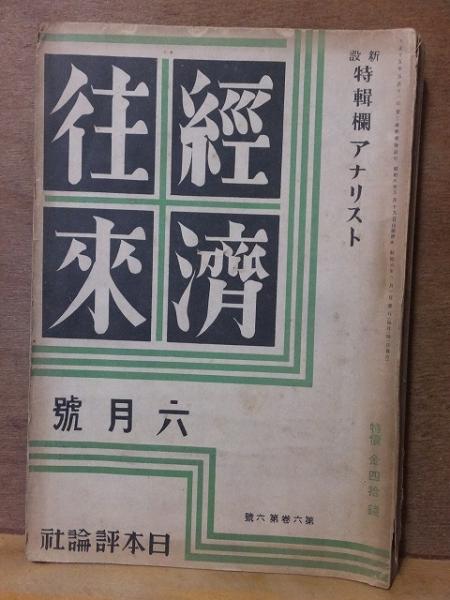 新設
特輯欄 アナリスト
經濟
往來
六月號
特價 金四拾錢
第六卷第六號
日本評論社